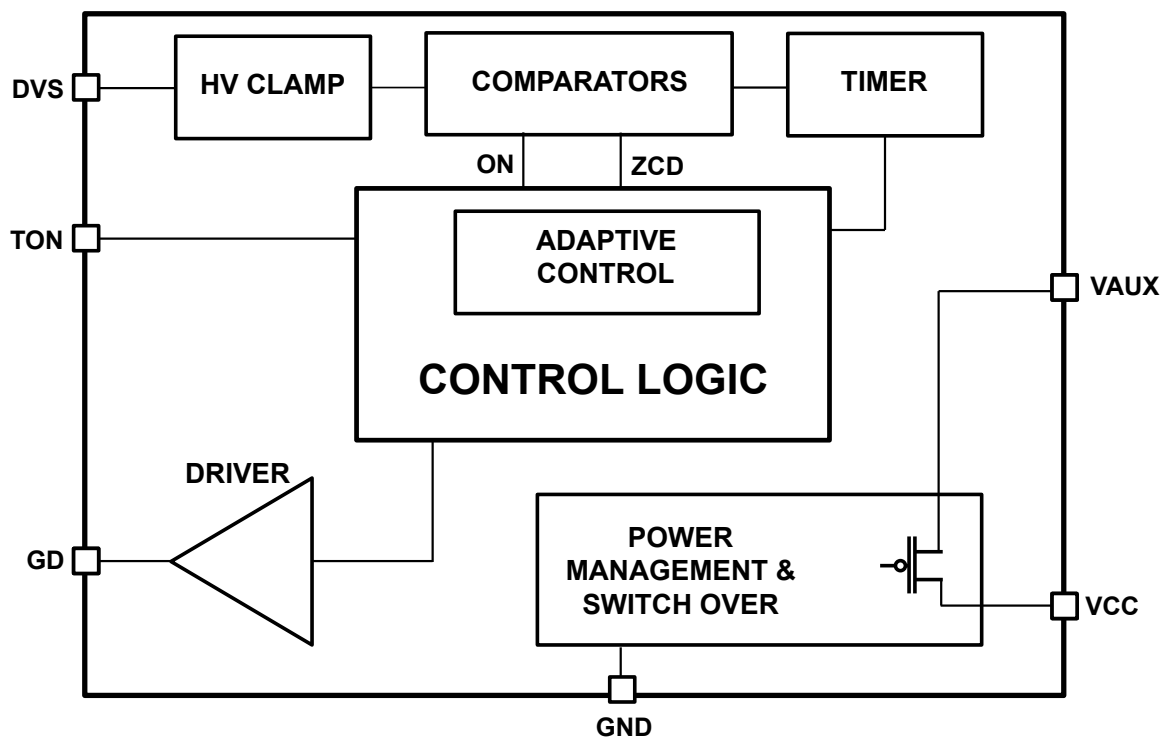 DVS
HV CLAMP
COMPARATORS
TIMER
ON
ZCD
TON
ADAPTIVE
CONTROL
VAUX
CONTROL LOGIC
DRIVER
GD
POWER
MANAGEMENT &
SWITCH OVER
VCC
GND